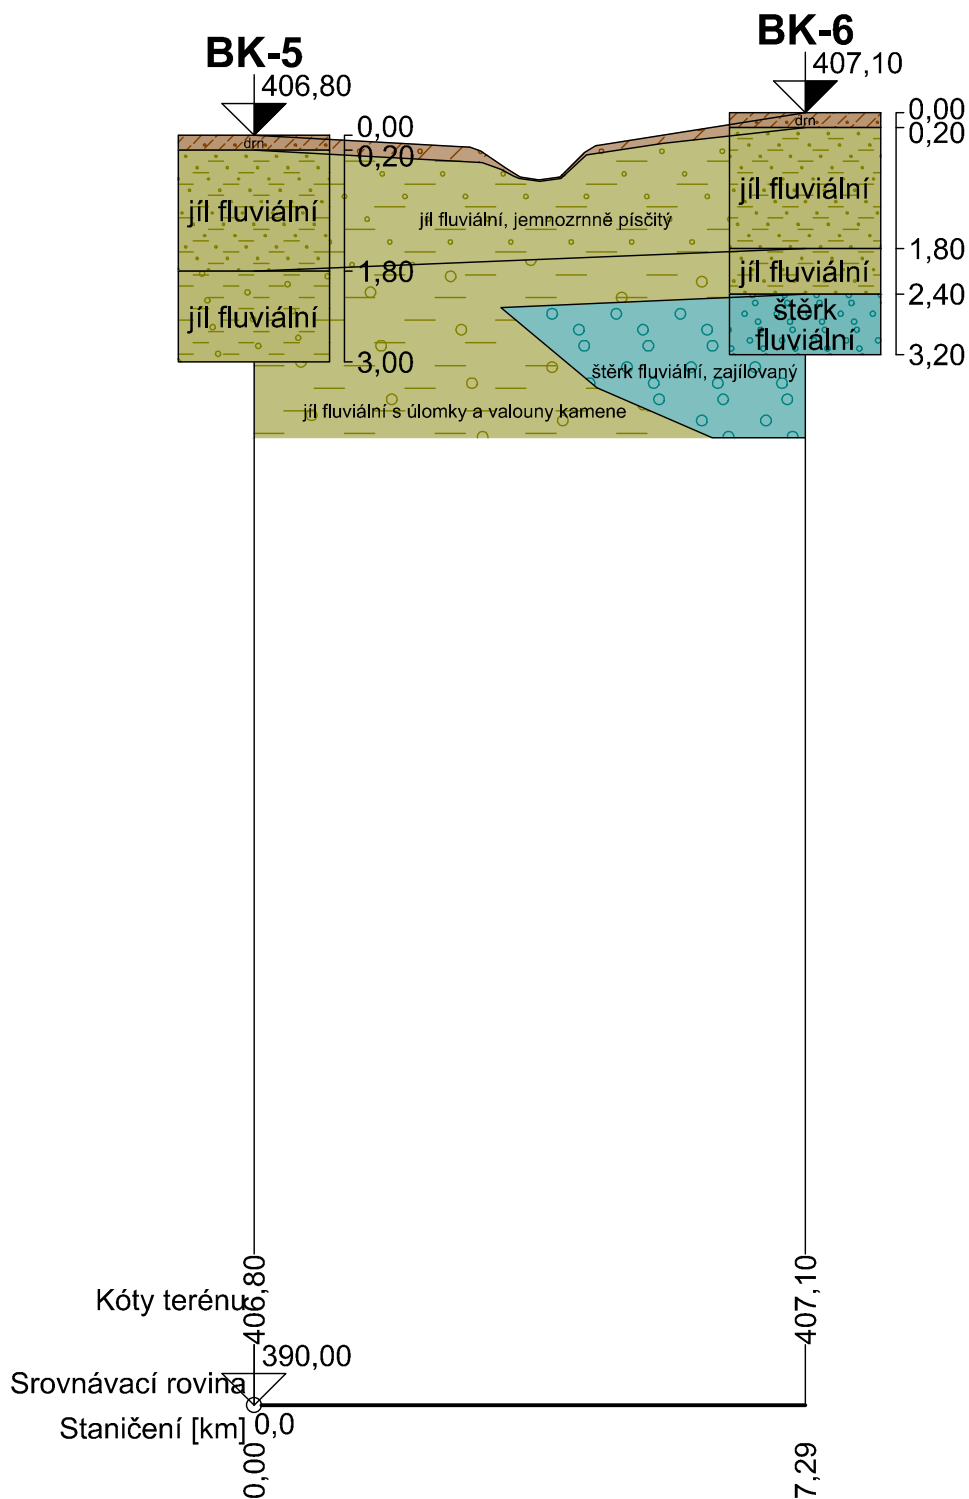 BK-5
406,80
BK-6
407,10
0,00
0,20
1,80
3,00
drn
jíl fluviální
jíl fluviální
drn
jíl fluviální
jíl fluviální
štěrk
fluviální
0,00
0,20
1,80
2,40
3,20
jíl fluviální, jemnozrnně písčitý
štěrk fluviální, zajílovaný
jíl fluviální s úlomky a valouny kamene
Kóty terénu
406,80
407,10
390,00
Srovnávací rovina
Staničení [km]
0,0
0,00
7,29